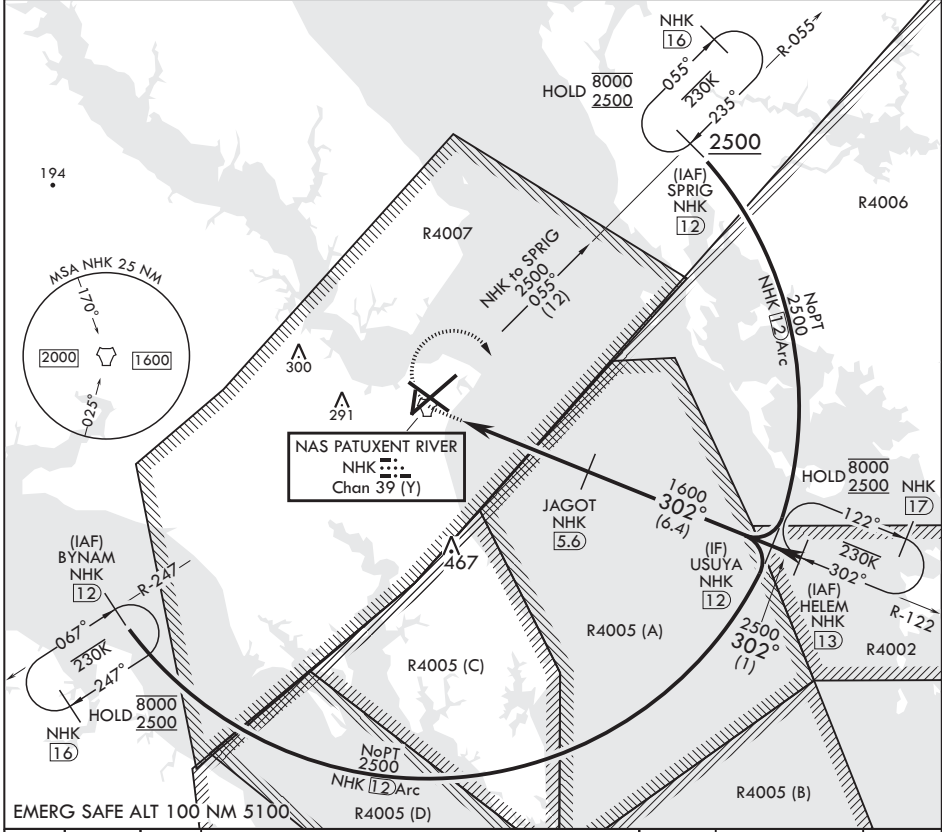 NHK
16
R-055
HOLD 8000
2500
055°
230K
235°
2500
(IAF)
SPRIG
NHK
12
194
R4006
R4007
MSA NHK 25 NM
170°
2000
1600
025°
NHK to SPRIG
2500
055°
(12)
NoPT
2500
NHK 12 Arc
300
291
NAS PATUXENT RIVER
NHK
Chan 39 (Y)
HOLD 8000
2500
NHK
17
122°
230K
302°
R-122
JAGOT
NHK
5.6
1600
302°
(6.4)
(IF)
USUYA
NHK
12
(IAF)
HELEM
NHK
13
467
(IAF)
BYNAM
NHK
12
R-247
067°
230K
247°
HOLD 8000
2500
NHK
16
R4005 (C)
R4005 (A)
2500
302°
(1)
R4002
NoPT
2500
NHK 12 Arc
R4005 (B)
EMERG SAFE ALT 100 NM 5100
R4005 (D)